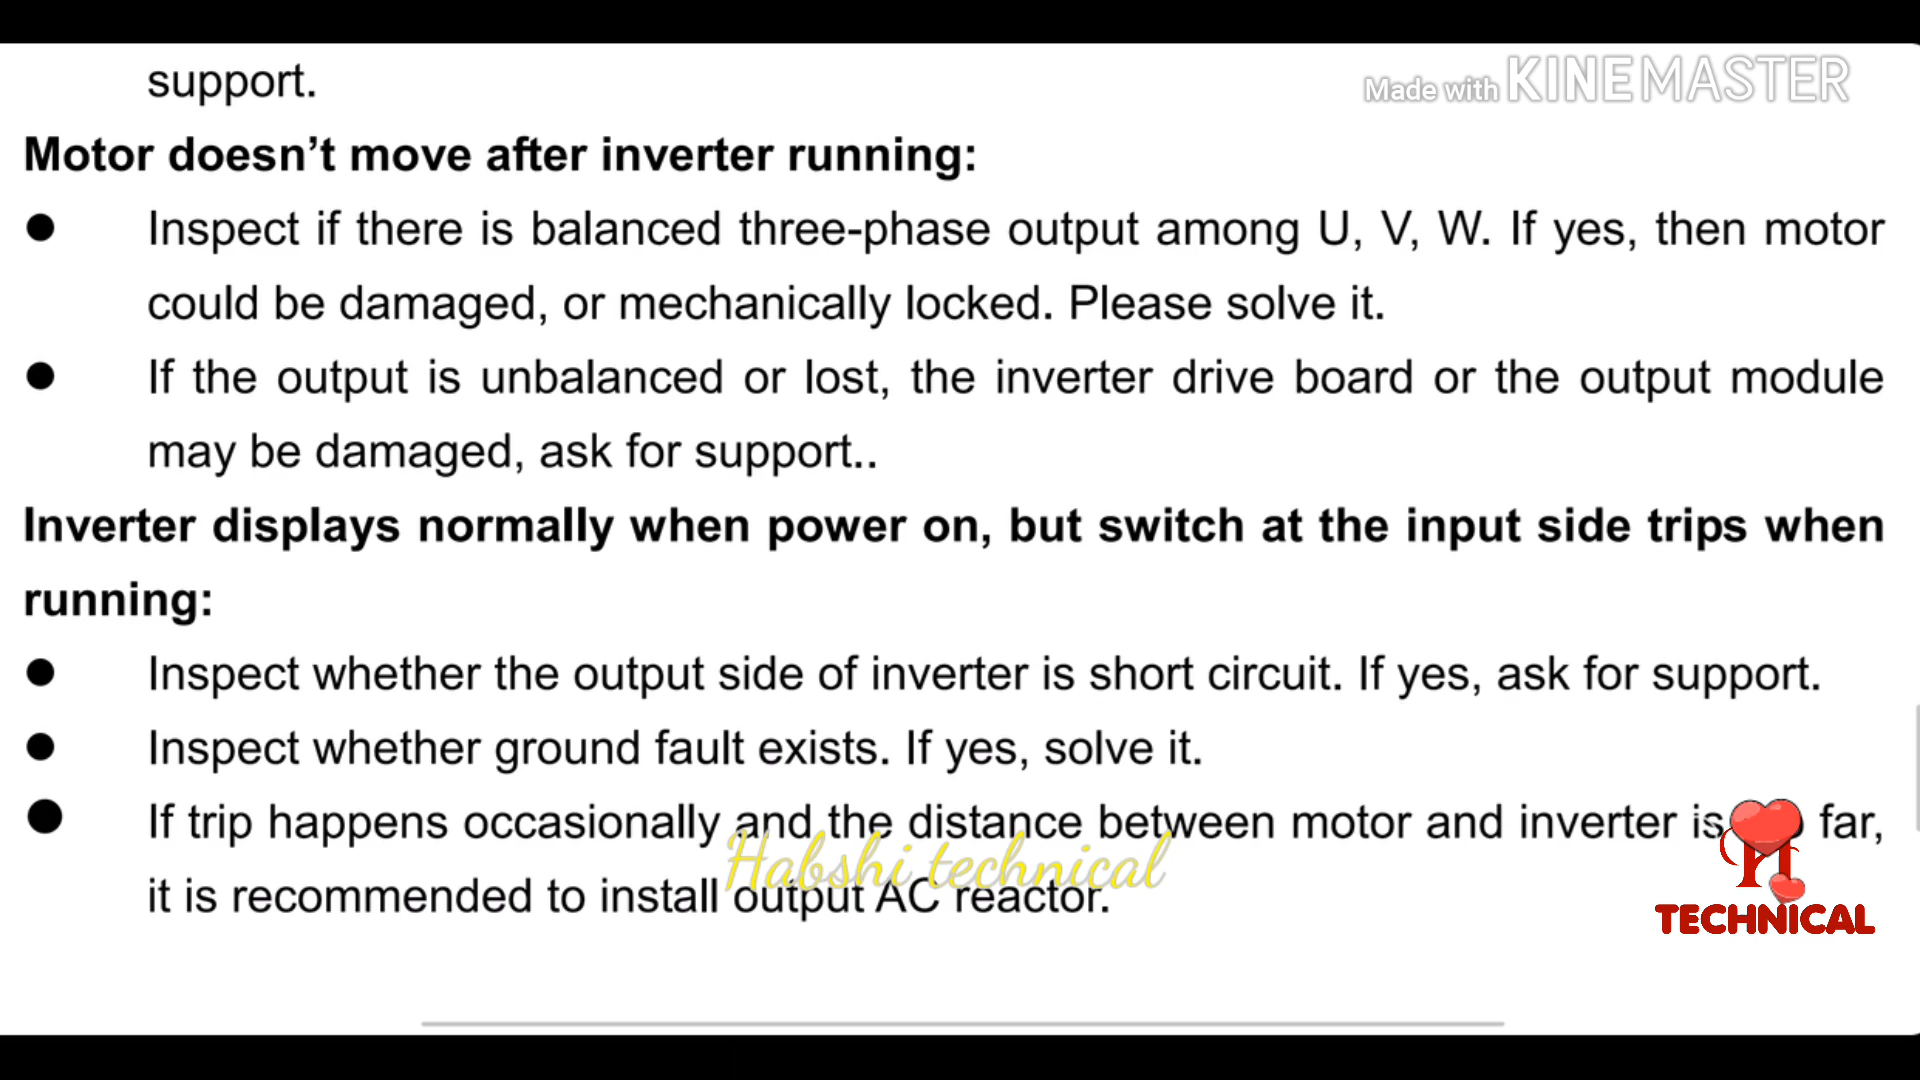 support.
Made with KINEMASTER
Motor doesn’t move after inverter running:
● Inspect if there is balanced three-phase output among U, V, W. If yes, then motor
could be damaged, or mechanically locked. Please solve it.
● If the output is unbalanced or lost, the inverter drive board or the output module
may be damaged, ask for support..
Inverter displays normally when power on, but switch at the input side trips when
running:
● Inspect whether the output side of inverter is short circuit. If yes, ask for support.
● Inspect whether ground fault exists. If yes, solve it.
● If trip happens occasionally and the distance between motor and inverter is far,
Habshi technical
it is recommended to install output AC reactor.
H
TECHNICAL